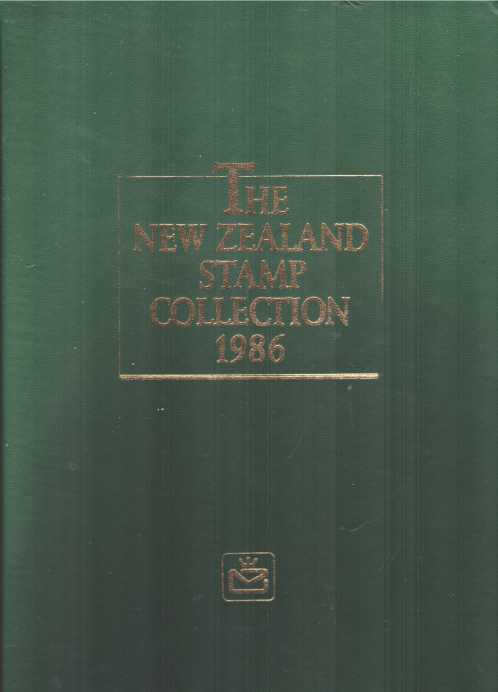 THE
NEW ZEALAND
STAMP
COLLECTION
1986